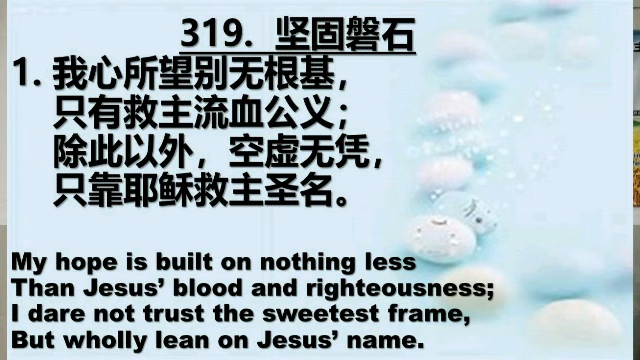 319. 坚固磐石
1. 我心所望别无根基，
只有救主流血公义；
除此以外，空虚无凭，
只靠耶稣救主圣名。
My hope is built on nothing less
Than Jesus’ blood and righteousness;
I dare not trust the sweetest frame,
But wholly lean on Jesus’ name.